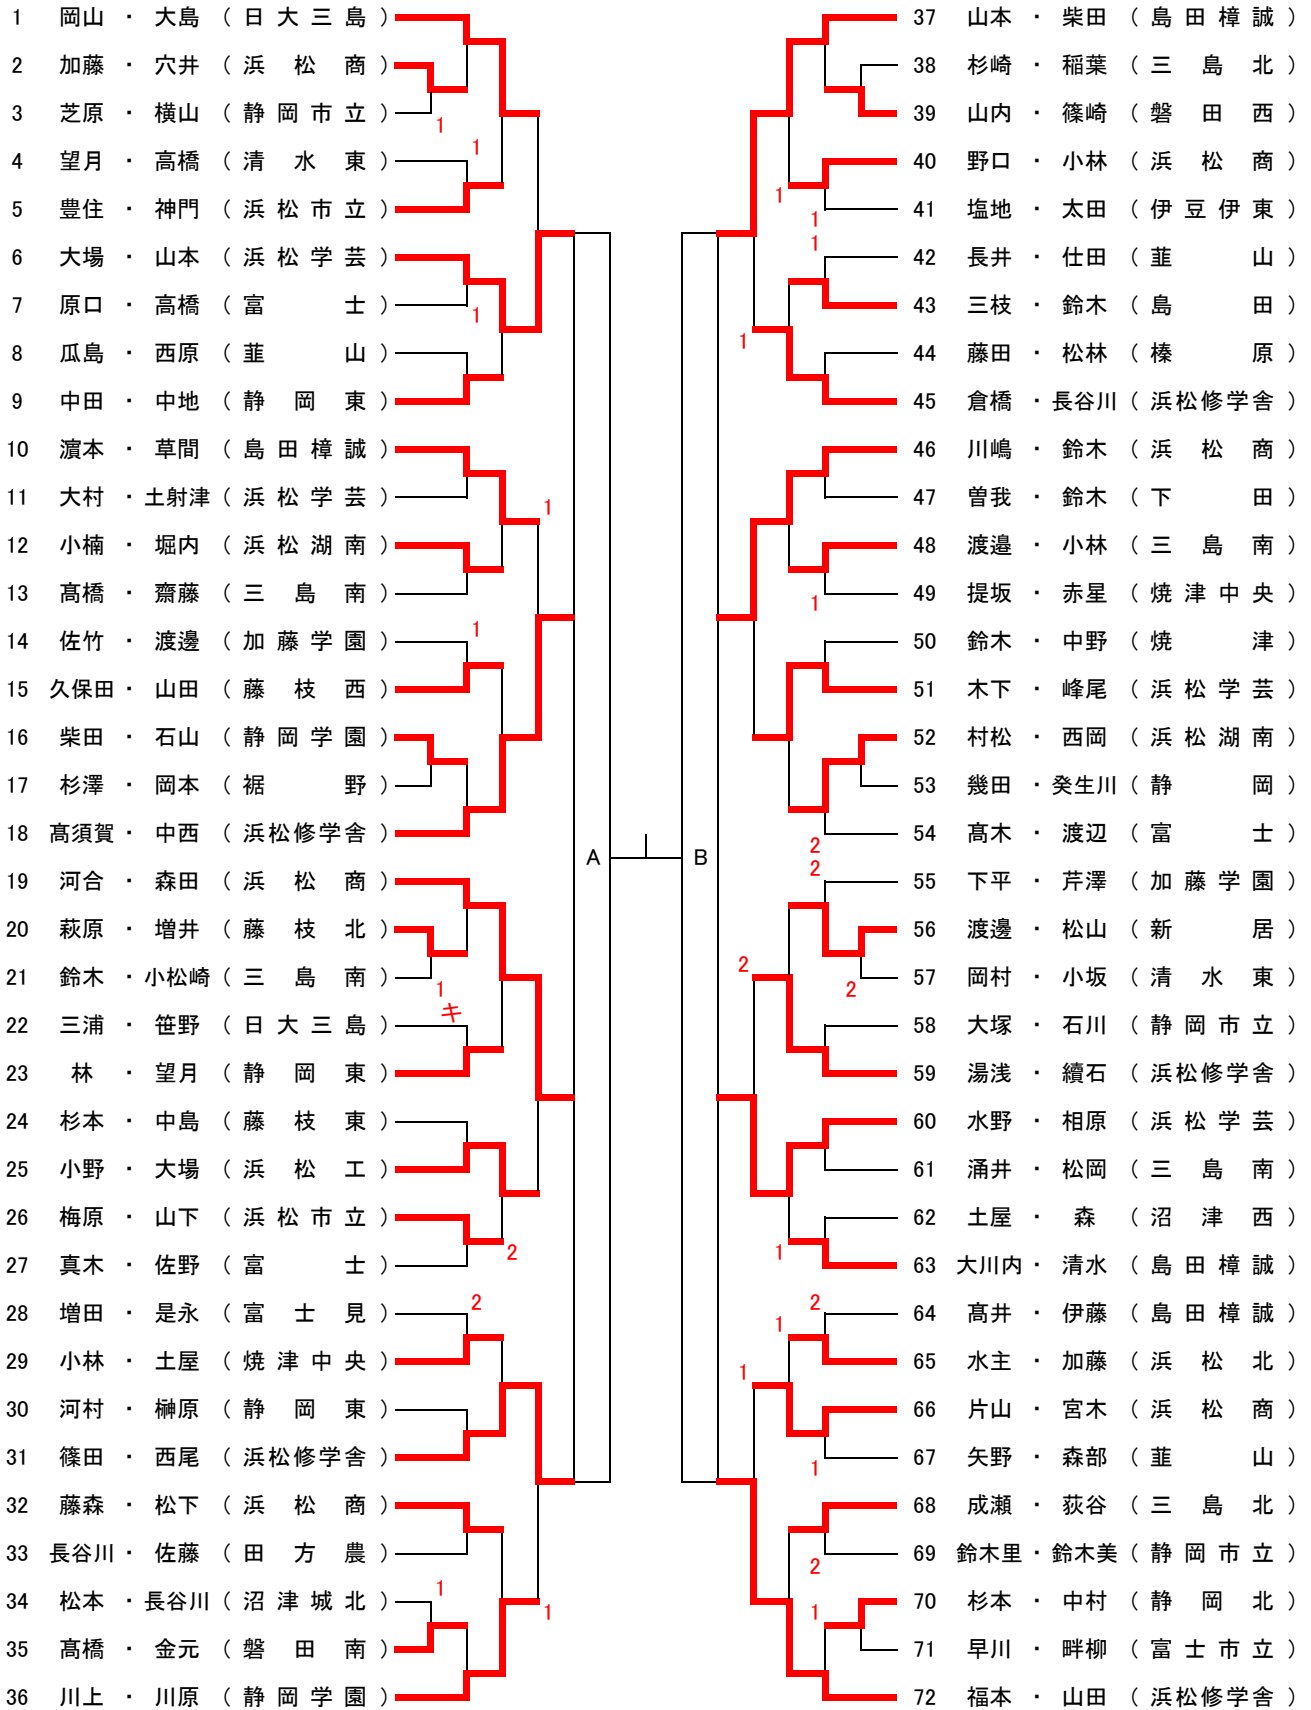 1 岡山 ・ 大島 （ 日 大 三 島 ）
2 加藤 ・ 穴井 （ 浜 松 商 ）
3 芝原 ・ 横山 （ 静 岡 市 立 ）
1
1
4 望月 ・ 高橋 （ 清 水 東 ）
5 豊住 ・ 神門 （ 浜 松 市 立 ）
6 大場 ・ 山本 （ 浜 松 学 芸 ）
7 原口 ・ 高橋 （ 富 士 ）
1
8 瓜島 ・ 西原 （ 韮 山 ）
9 中田 ・ 中地 （ 静 岡 東 ）
10 濵本 ・ 草間 （ 島 田 樟 誠 ）
11 大村 ・ 土射津 （ 浜 松 学 芸 ）
1
12 小楠 ・ 堀内 （ 浜 松 湖 南 ）
13 髙橋 ・ 齋藤 （ 三 島 南 ）
1
14 佐竹 ・ 渡邊 （ 加 藤 学 園 ）
15 久保田 ・ 山田 （ 藤 枝 西 ）
16 柴田 ・ 石山 （ 静 岡 学 園 ）
17 杉澤 ・ 岡本 （ 裾 野 ）
18 髙須賀 ・ 中西 （ 浜松修学舎 ）
19 河合 ・ 森田 （ 浜 松 商 ）
20 萩原 ・ 増井 （ 藤 枝 北 ）
21 鈴木 ・ 小松崎 （ 三 島 南 ）
1
キ
22 三浦 ・ 笹野 （ 日 大 三 島 ）
23 林 ・ 望月 （ 静 岡 東 ）
24 杉本 ・ 中島 （ 藤 枝 東 ）
25 小野 ・ 大場 （ 浜 松 工 ）
26 梅原 ・ 山下 （ 浜 松 市 立 ）
2
27 真木 ・ 佐野 （ 富 士 ）
2
28 増田 ・ 是永 （ 富 士 見 ）
29 小林 ・ 土屋 （ 焼 津 中 央 ）
30 河村 ・ 榊原 （ 静 岡 東 ）
31 篠田 ・ 西尾 （ 浜松修学舎 ）
32 藤森 ・ 松下 （ 浜 松 商 ）
33 長谷川 ・ 佐藤 （ 田 方 農 ）
1
34 松本 ・ 長谷川 （ 沼 津 城 北 ）
1
35 髙橋 ・ 金元 （ 磐 田 南 ）
36 川上 ・ 川原 （ 静 岡 学 園 ）
A
B
37 山本 ・ 柴田 （ 島 田 樟 誠 ）
38 杉崎 ・ 稲葉 （ 三 島 北 ）
39 山内 ・ 篠崎 （ 磐 田 西 ）
40 野口 ・ 小林 （ 浜 松 商 ）
1
41 塩地 ・ 太田 （ 伊 豆 伊 東 ）
1
1
42 長井 ・ 仕田 （ 韮 山 ）
43 三枝 ・ 鈴木 （ 島 田 ）
1
44 藤田 ・ 松林 （ 榛 原 ）
45 倉橋 ・ 長谷川 （ 浜松修学舎 ）
46 川嶋 ・ 鈴木 （ 浜 松 商 ）
47 曽我 ・ 鈴木 （ 下 田 ）
48 渡邉 ・ 小林 （ 三 島 南 ）
49 提坂 ・ 赤星 （ 焼 津 中 央 ）
1
50 鈴木 ・ 中野 （ 焼 津 ）
51 木下 ・ 峰尾 （ 浜 松 学 芸 ）
52 村松 ・ 西岡 （ 浜 松 湖 南 ）
53 幾田 ・ 癸生川 （ 静 岡 ）
54 髙木 ・ 渡辺 （ 富 士 ）
2
2
55 下平 ・ 芹澤 （ 加 藤 学 園 ）
56 渡邊 ・ 松山 （ 新 居 ）
2
57 岡村 ・ 小坂 （ 清 水 東 ）
2
58 大塚 ・ 石川 （ 静 岡 市 立 ）
59 湯浅 ・ 續石 （ 浜松修学舎 ）
60 水野 ・ 相原 （ 浜 松 学 芸 ）
61 涌井 ・ 松岡 （ 三 島 南 ）
62 土屋 ・ 森 （ 沼 津 西 ）
1
63 大川内 ・ 清水 （ 島 田 樟 誠 ）
2
64 髙井 ・ 伊藤 （ 島 田 樟 誠 ）
1
65 水主 ・ 加藤 （ 浜 松 北 ）
1
66 片山 ・ 宮木 （ 浜 松 商 ）
67 矢野 ・ 森部 （ 韮 山 ）
1
68 成瀬 ・ 荻谷 （ 三 島 北 ）
69 鈴木里 ・ 鈴木美 （ 静 岡 市 立 ）
2
70 杉本 ・ 中村 （ 静 岡 北 ）
1
71 早川 ・ 畔柳 （ 富 士 市 立 ）
72 福本 ・ 山田 （ 浜松修学舎 ）